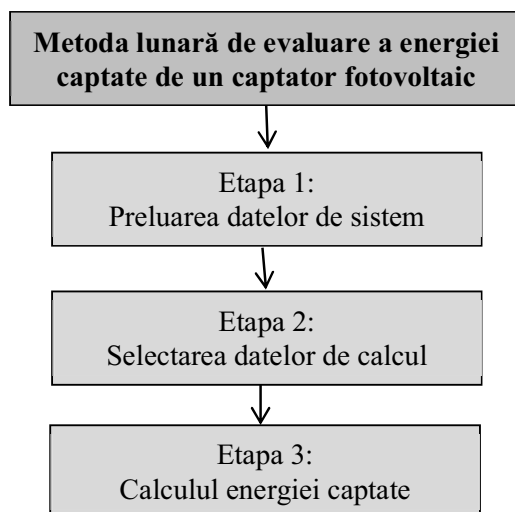 Metoda lunară de evaluare a energiei
captate de un captator fotovoltaic
Etapa 1:
Preluarea datelor de sistem
Etapa 2:
Selectarea datelor de calcul
Etapa 3:
Calculul energiei captate